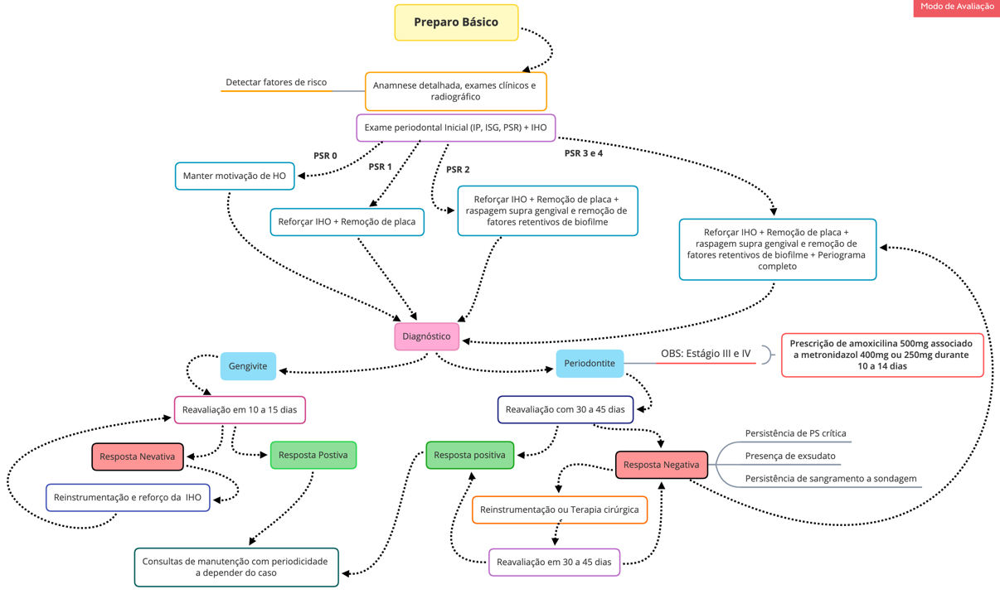 Modo de Avaliação
Preparo Básico
Detectar fatores de risco
Anamnese detalhada, exames clínicos e
radiográfico
Exame periodontal Inicial (IP, ISG, PSR) + IHO
PSR 0
PSR 1
PSR 2
PSR 3 e 4
Manter motivação de HO
Reforçar IHO + Remoção de placa
Reforçar IHO + Remoção de placa +
raspagem supra gengival e remoção de
fatores retentivos de biofilme
Reforçar IHO + Remoção de placa +
raspagem supra gengival e remoção de
fatores retentivos de biofilme + Periograma
completo
Diagnóstico
Gengivite
Periodontite
OBS: Estágio III e IV
Prescrição de amoxicilina 500mg associado
a metronidazol 400mg ou 250mg durante
10 a 14 dias
Reavaliação em 10 a 15 dias
Reavaliação com 30 a 45 dias
Resposta Nevativa
Resposta Postiva
Resposta positiva
Resposta Negativa
Persistência de PS crítica
Presença de exsudato
Persistência de sangramento a sondagem
Reinstrumentação e reforço da  IHO
Reinstrumentação ou Terapia cirúrgica
Consultas de manutenção com periodicidade
a depender do caso
Reavaliação em 30 a 45 dias